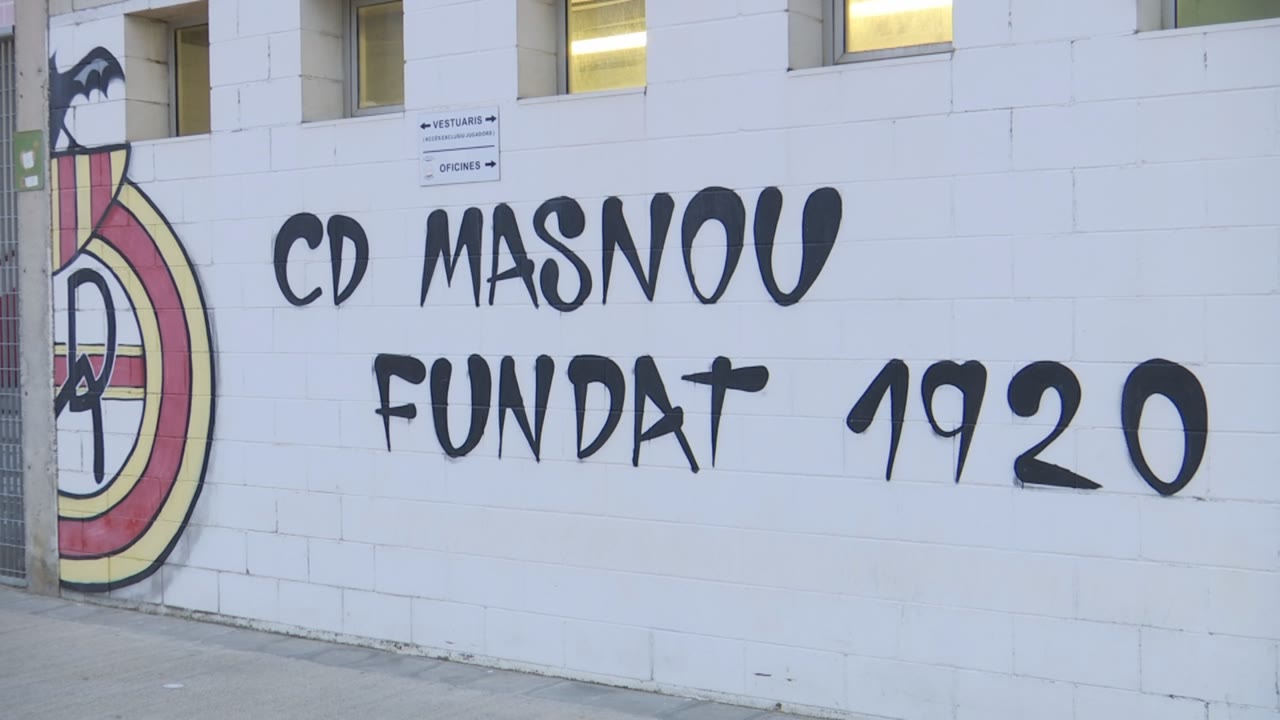 ← VESTUARIS →
(ACCÉS EXCLUSIU JUGADORS)
OFICINES →
CD MASNOU
FUNDAT 1920